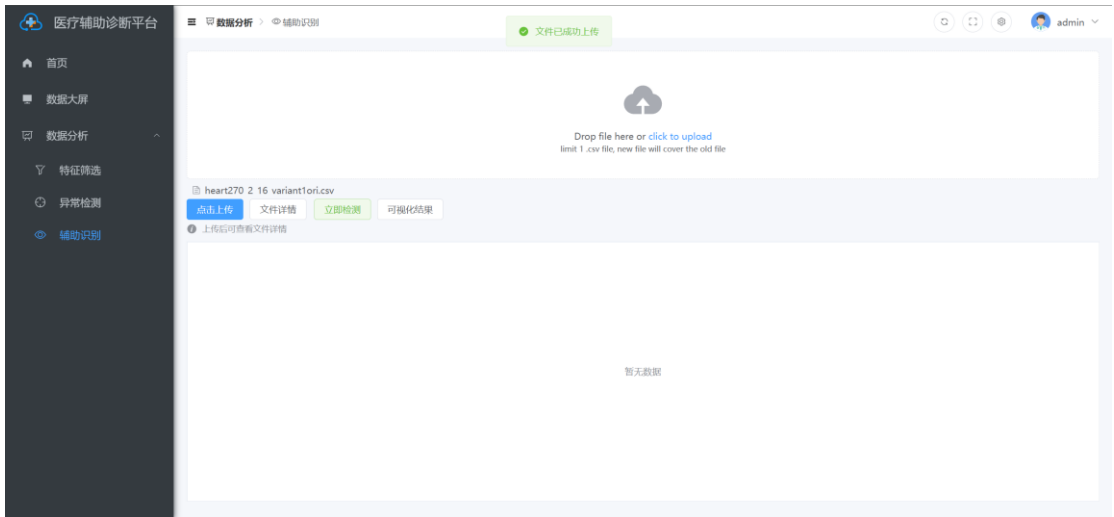 医疗辅助诊断平台
数据分析 > 辅助识别
文件已成功上传
admin
首页
数据大屏
数据分析
特征筛选
异常检测
辅助识别
Drop file here or click to upload
limit 1 .csv file, new file will cover the old file
heart270_2_16_variant1ori.csv
点击上传 文件详情 立即检测 可视化结果
上传后可查看文件详情
暂无数据